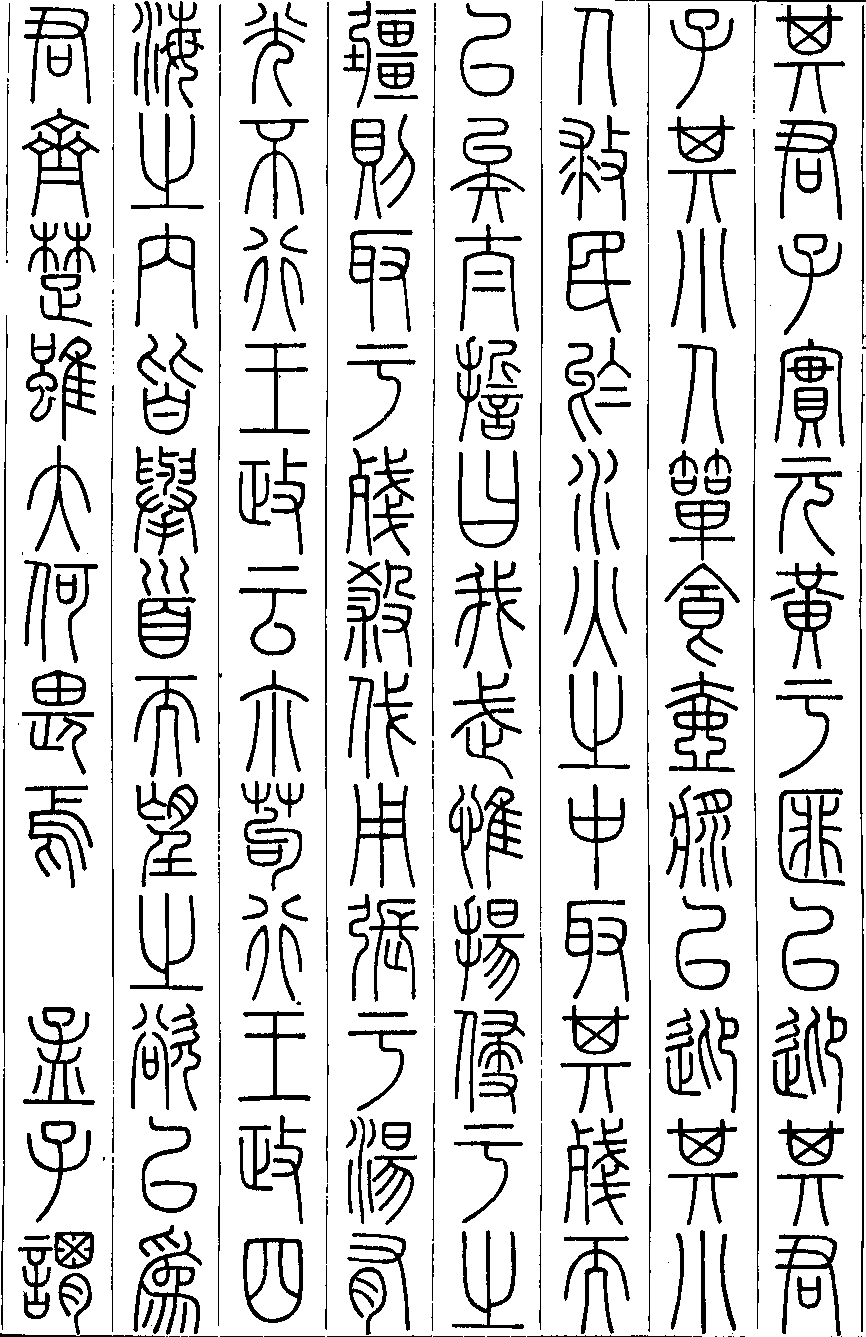 其君子實元黃于匪以迎其君
子其小人簞食壺漿以迎其小
人救民於水火之中取其殘而
已矣太誓曰我武惟揚侵于之
疆則取于殘殺伐用張于湯有
光不行王政云尒苟行王政四
海之內皆舉首而望之欲以為
君齊楚雖大何畏焉　孟子謂